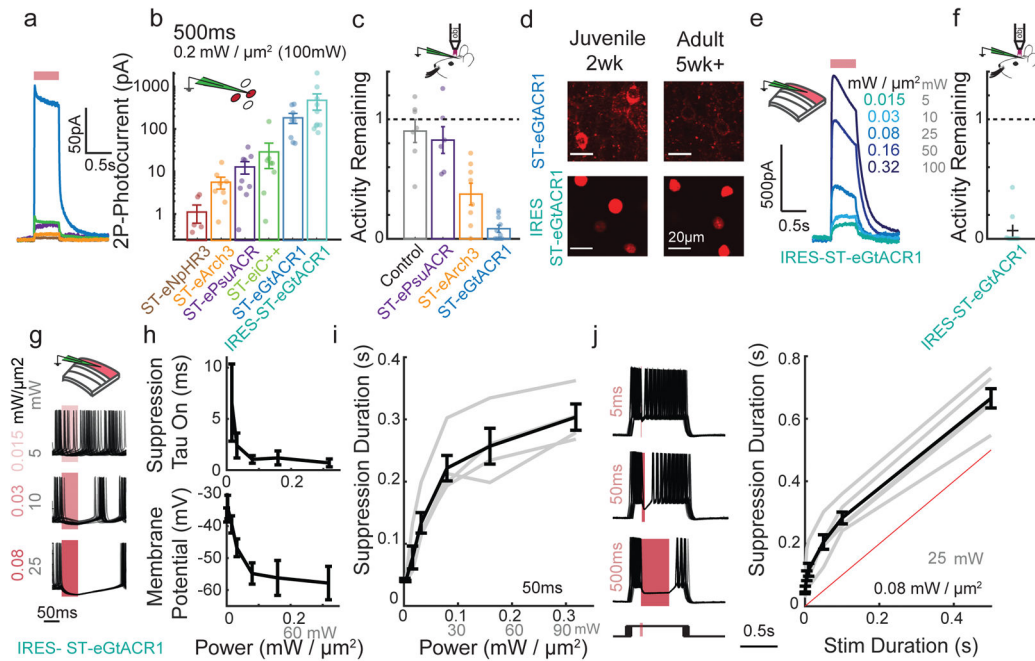 a
50pA
0.5s
b
500ms
0.2 mW / µm² (100mW)
2P-Photocurrent (pA)
1000
100
10
1
ST-eNpHR3
ST-eArch3
ST-ePsuACR
ST-eiC++
ST-eGtACR1
IRES-ST-eGtACR1
c
obj
Activity Remaining
1
0
Control
ST-ePsuACR
ST-eArch3
ST-eGtACR1
d
Juvenile
2wk
Adult
5wk+
ST-eGtACR1
IRES
ST-eGtACR1
20µm
e
mW / µm² mW
0.015 5
0.03 10
0.08 25
0.16 50
0.32 100
500pA
0.5s
IRES-ST-eGtACR1
f
obj
Activity Remaining
1
0
IRES-ST-eGtACR1
g
mW/µm2
mW
0.015
5
0.03
10
0.08
25
50ms
IRES- ST-eGtACR1
h
Suppression
Tau On (ms)
10
5
0
0 0.2
Membrane
Potential (mV)
-30
-40
-50
-60
0 0.2
60 mW
Power (mW / µm²)
i
Suppression Duration (s)
0.4
0.3
0.2
0.1
0
50ms
0 0.1 0.2 0.3
30 60 90 mW
Power (mW / µm²)
j
5ms
50ms
500ms
0.5s
Suppression Duration (s)
0.8
0.6
0.4
0.2
0
25 mW
0.08 mW / µm²
0 0.2 0.4
Stim Duration (s)